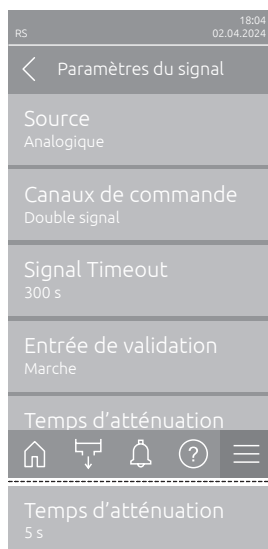 18:04
RS 02.04.2024
Paramètres du signal
Source
Analogique
Canaux de commande
Double signal
Signal Timeout
300 s
Entrée de validation
Marche
Temps d'atténuation
?
Temps d'atténuation
5 s